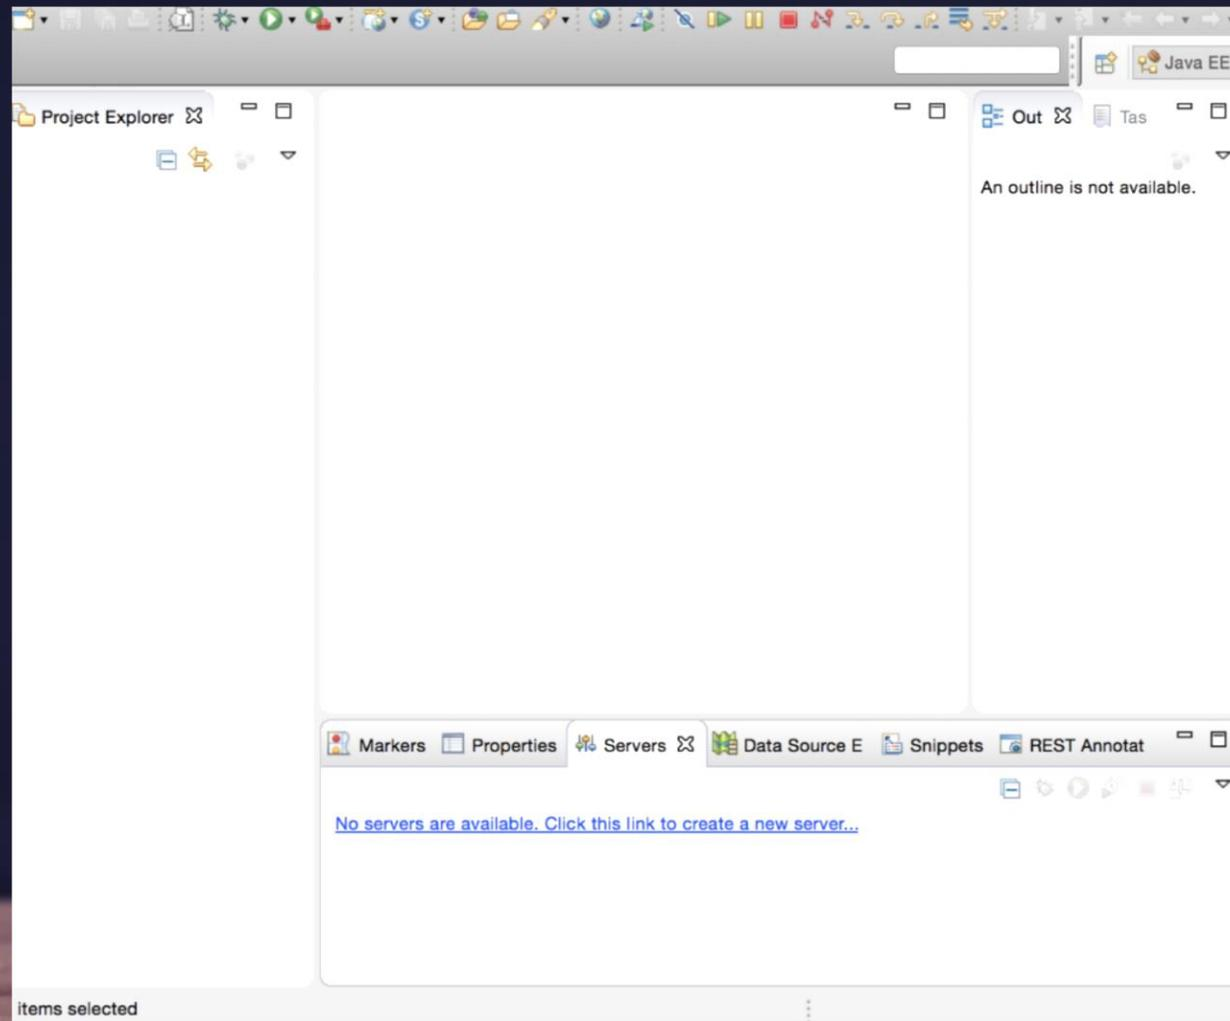 Java EE
Project Explorer
Out Tas
An outline is not available.
Markers Properties Servers Data Source E Snippets REST Annotat
No servers are available. Click this link to create a new server...
items selected